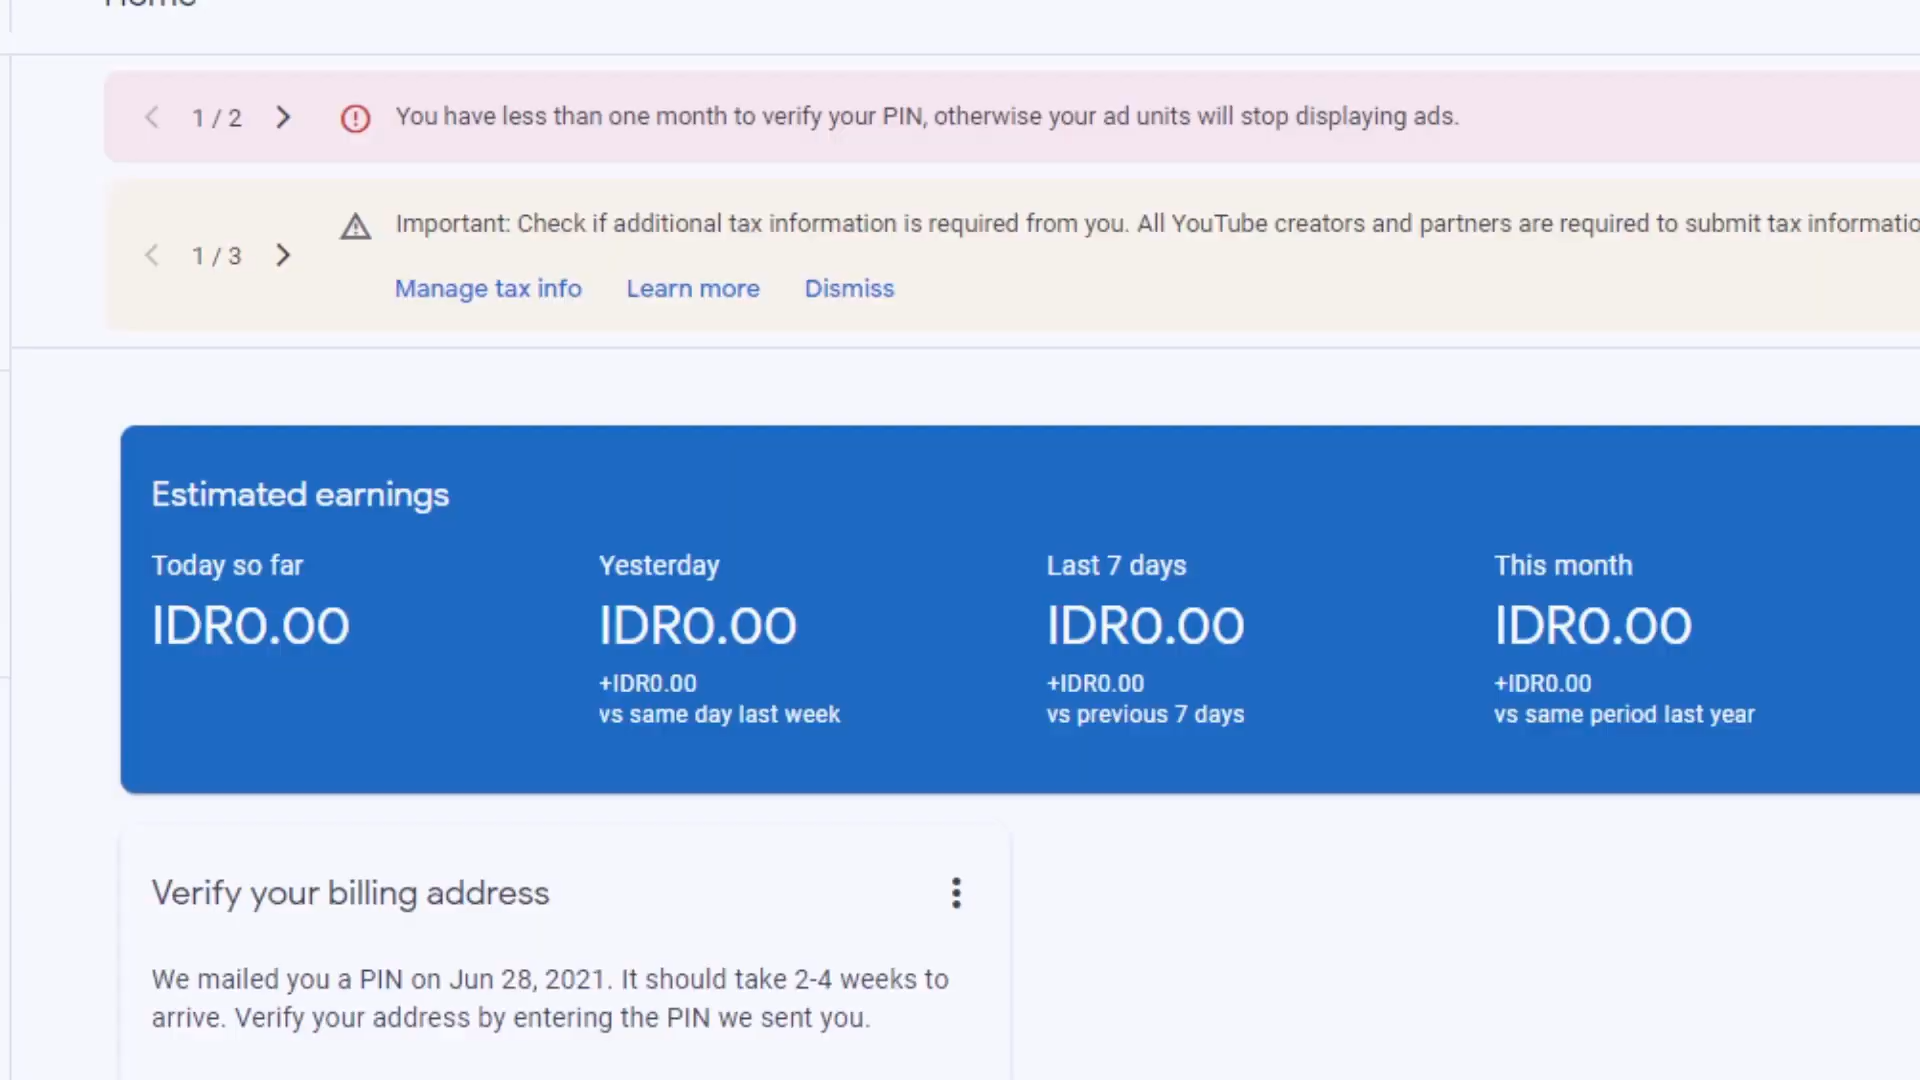 Home
1 / 2
You have less than one month to verify your PIN, otherwise your ad units will stop displaying ads.
Important: Check if additional tax information is required from you. All YouTube creators and partners are required to submit tax informatio
1 / 3
Manage tax info Learn more Dismiss
Estimated earnings
Today so far Yesterday Last 7 days This month
IDR0.00 IDR0.00 IDR0.00 IDR0.00
+IDR0.00 +IDR0.00 +IDR0.00
vs same day last week vs previous 7 days vs same period last year
Verify your billing address
We mailed you a PIN on Jun 28, 2021. It should take 2-4 weeks to
arrive. Verify your address by entering the PIN we sent you.